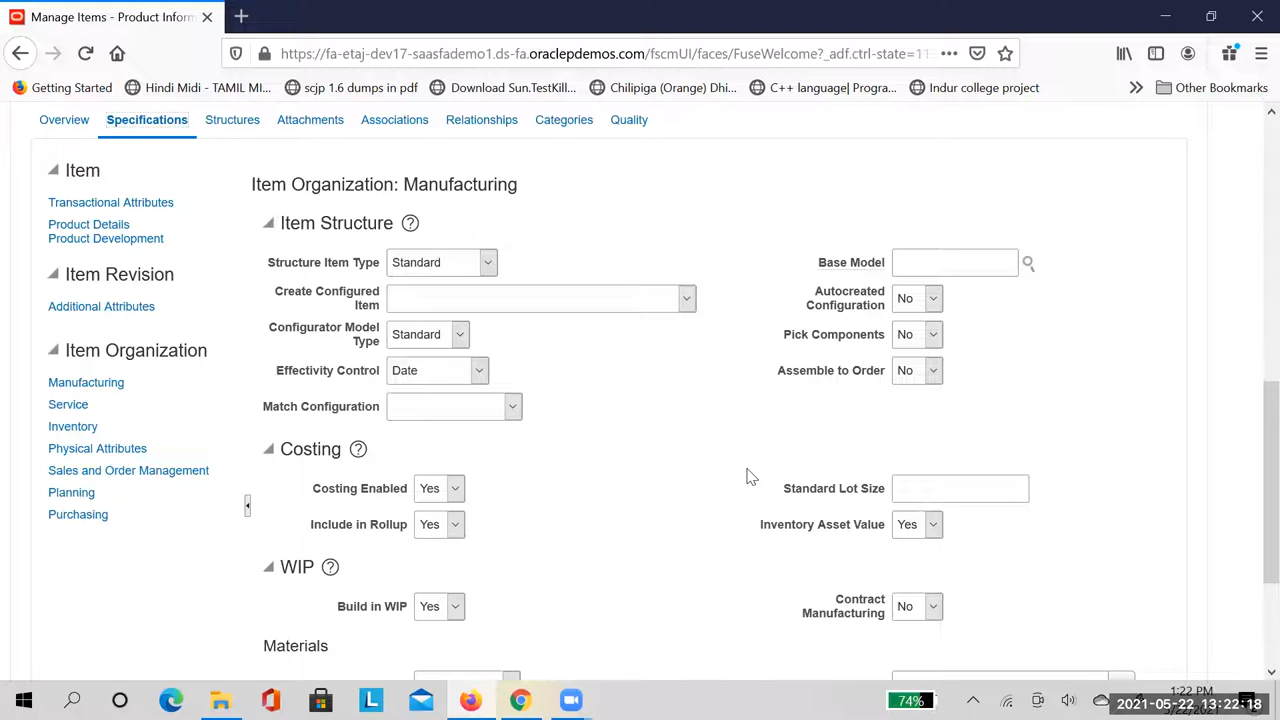 Manage Items - Product Inform
https://fa-etaj-dev17-saasfademo1.ds-fa.oraclepdemos.com/fscmUI/faces/FuseWelcome?_adf.ctrl-state=11
Getting Started
Hindi Midi - TAMIL MI...
scjp 1.6 dumps in pdf
Download Sun.TestKill...
Chilipiga (Orange) Dhi...
C++ language| Progra...
Indur college project
Other Bookmarks
Overview
Specifications
Structures
Attachments
Associations
Relationships
Categories
Quality
Item
Transactional Attributes
Product Details
Product Development
Item Revision
Additional Attributes
Item Organization
Manufacturing
Service
Inventory
Physical Attributes
Sales and Order Management
Planning
Purchasing
Item Organization: Manufacturing
Item Structure
Structure Item Type Standard
Base Model
Create Configured
Item
Autocreated
Configuration No
Configurator Model
Type Standard
Pick Components No
Effectivity Control Date
Assemble to Order No
Match Configuration
Costing
Costing Enabled Yes
Standard Lot Size
Include in Rollup Yes
Inventory Asset Value Yes
WIP
Build in WIP Yes
Contract
Manufacturing No
Materials
74%
1:22 PM
2021-05-22 13:22:18